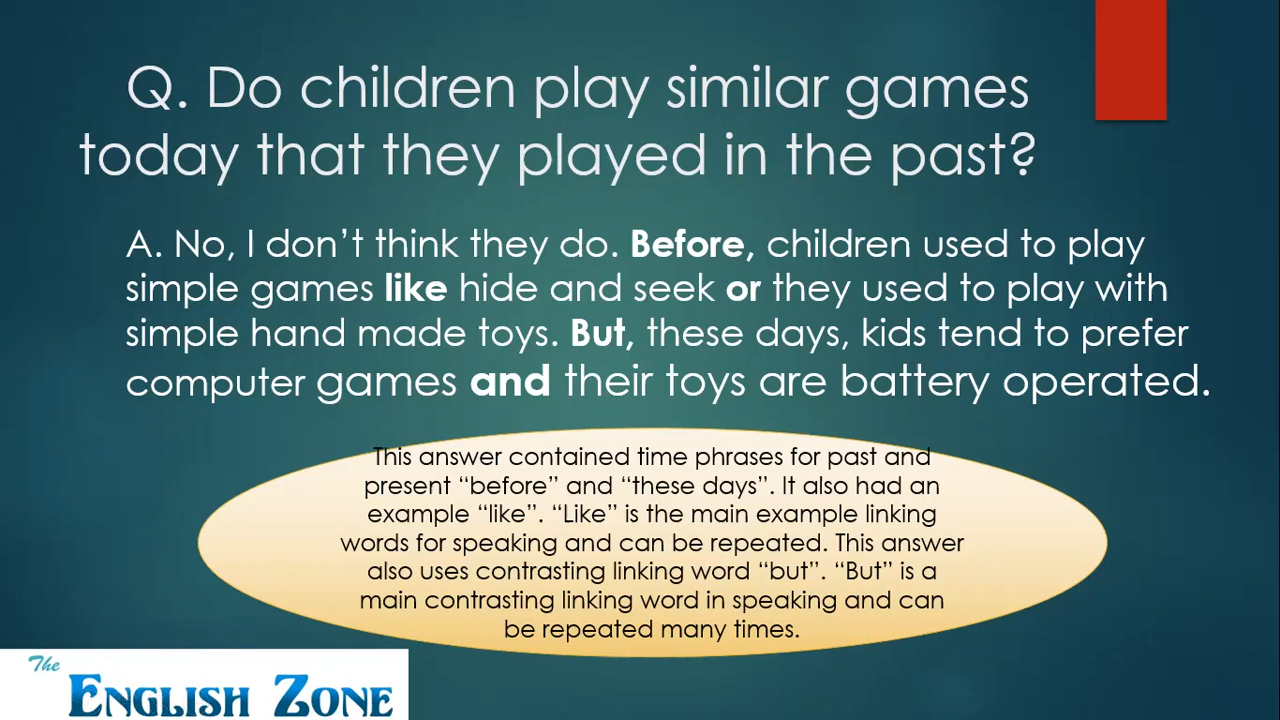 Q. Do children play similar games
today that they played in the past?
A. No, I don’t think they do. Before, children used to play
simple games like hide and seek or they used to play with
simple hand made toys. But, these days, kids tend to prefer
computer games and their toys are battery operated.
This answer contained time phrases for past and
present “before” and “these days”. It also had an
example “like”. “Like” is the main example linking
words for speaking and can be repeated. This answer
also uses contrasting linking word “but”. “But” is a
main contrasting linking word in speaking and can
be repeated many times.
The
ENGLISH ZONE